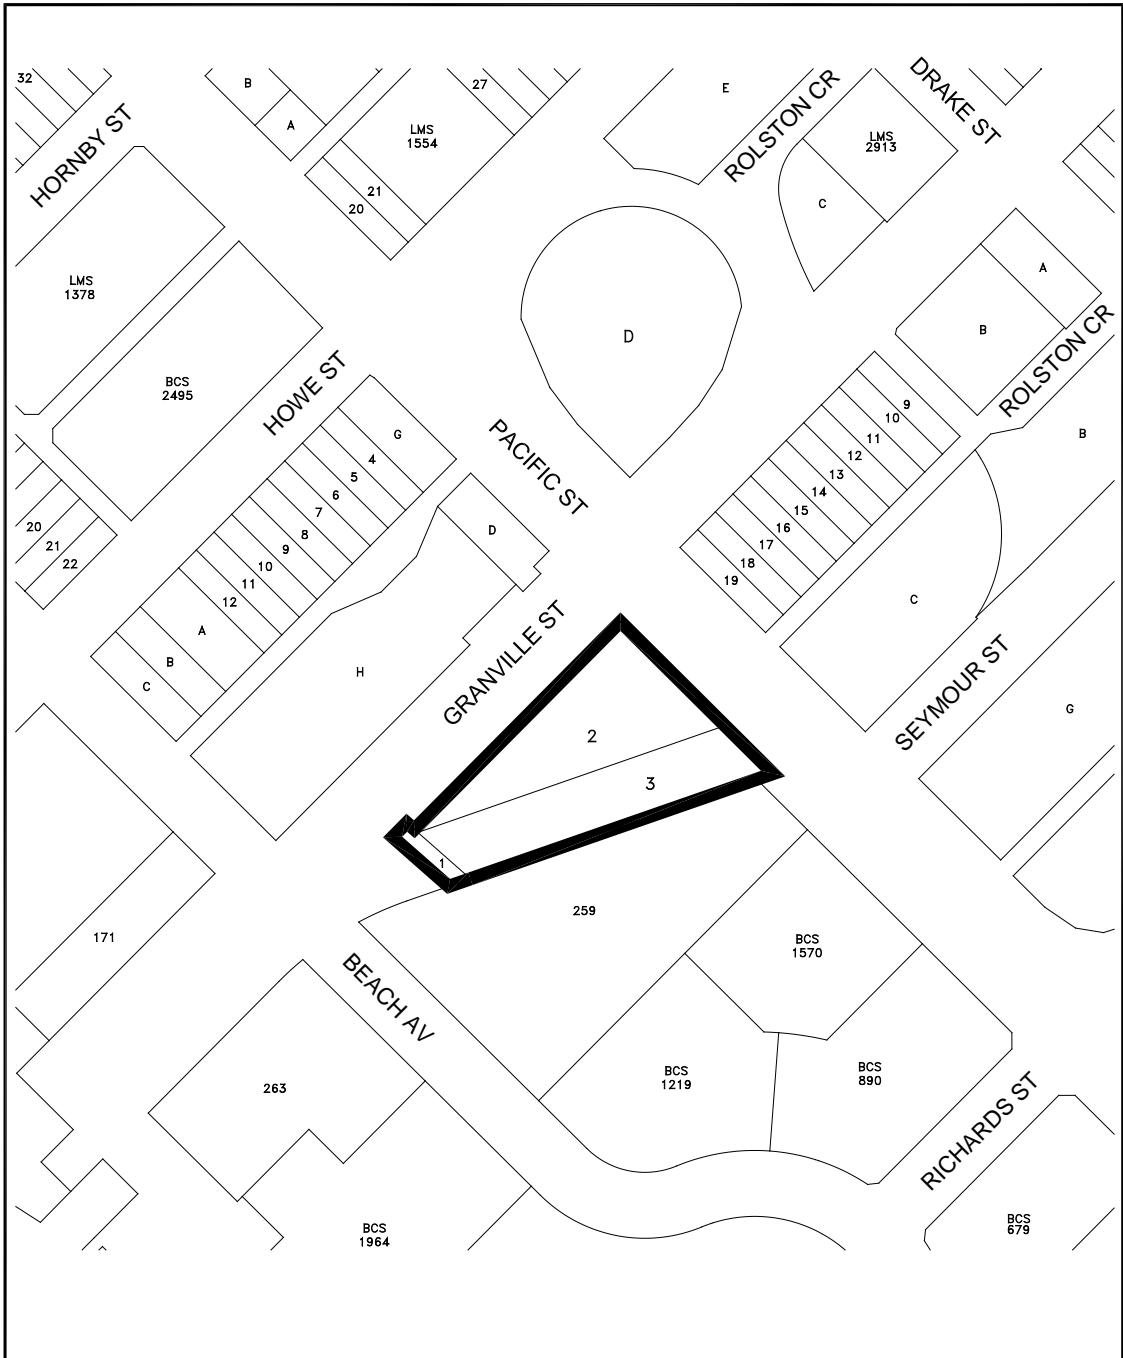 32
B
27
E
A
LMS
1554
ROLSTON CR
DRAKE ST
LMS
2913
HORNBY ST
21
20
C
LMS
1378
A
B
D
ROLSTON CR
BCS
2495
HOWE ST
G
4
5
6
7
8
9
10
11
12
A
B
C
PACIFIC ST
9
10
11
12
13
14
15
16
17
18
19
B
20
21
22
D
C
H
GRANVILLE ST
SEYMOUR ST
G
2
3
1
171
259
BCS
1570
BEACH AV
263
BCS
1219
BCS
890
RICHARDS ST
BCS
1964
BCS
679